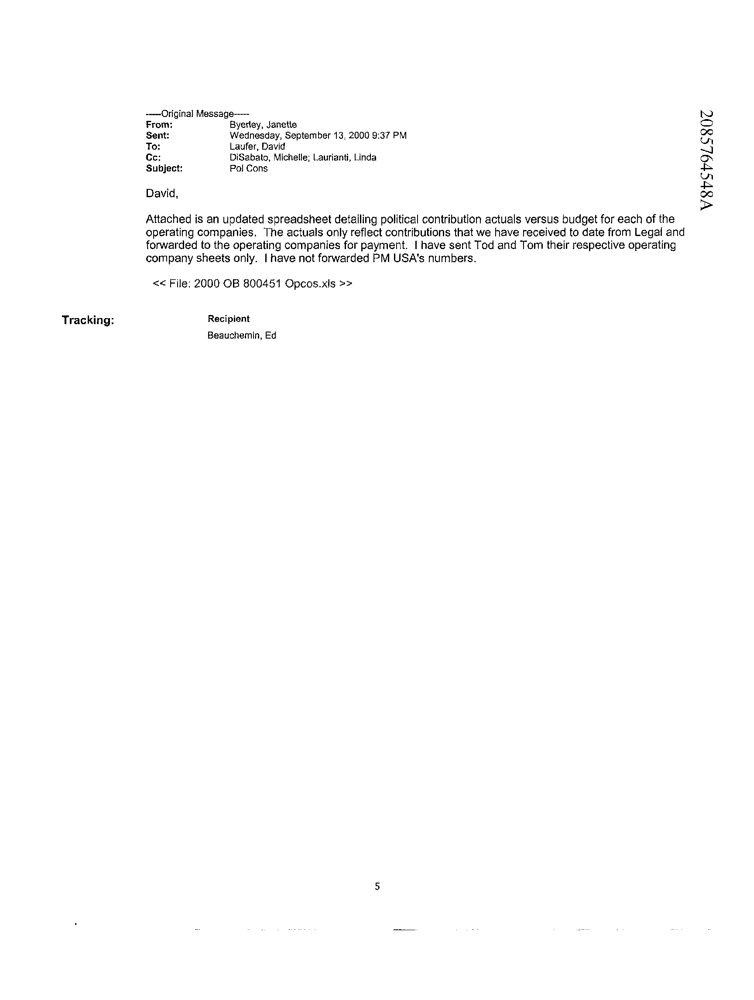 -----Original Message-----
From: Byerley, Janette
Sent: Wednesday, September 13, 2000 9:37 PM
To: Laufer, David
Cc: DiSabato, Michelle; Laurianti, Linda
Subject: Pol Cons
David,
Attached is an updated spreadsheet detailing political contribution actuals versus budget for each of the
operating companies. The actuals only reflect contributions that we have received to date from Legal and
forwarded to the operating companies for payment. I have sent Tod and Tom their respective operating
company sheets only. I have not forwarded PM USA's numbers.
<< File: 2000 OB 800451 Opcos.xls >>
Tracking: Recipient
Beauchemin, Ed
2085764548A
5